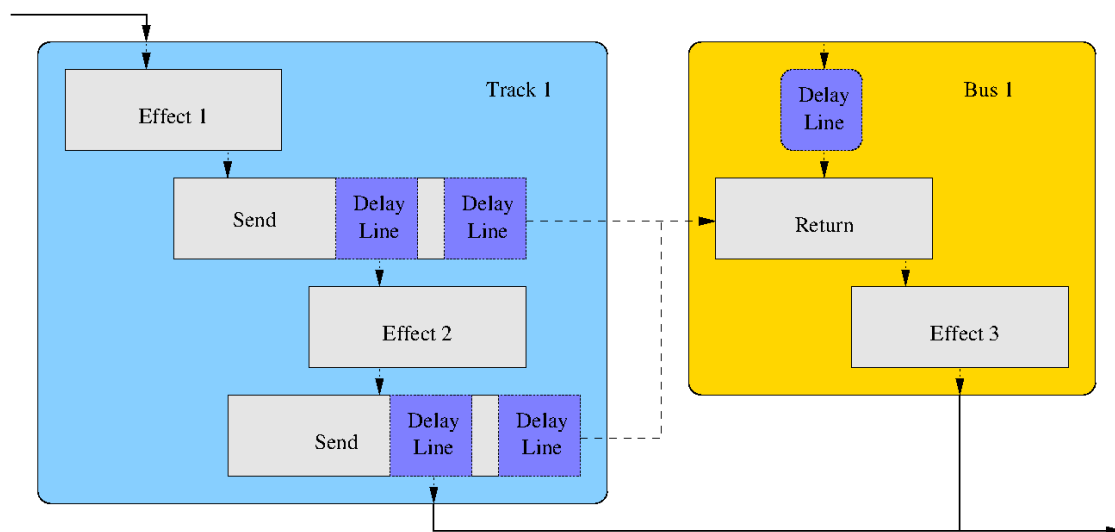 Track 1
Effect 1
Send
Delay
Line
Delay
Line
Effect 2
Send
Delay
Line
Delay
Line
Bus 1
Delay
Line
Return
Effect 3